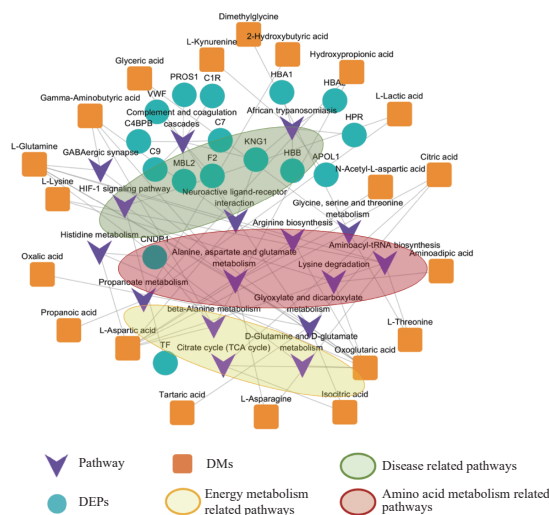 Dimethylglycine
2-Hydroxybutyric acid
L-Kynurenine
Hydroxypropionic acid
Glyceric acid
PROS1
C1R
HBA1
VWF
L-Lactic acid
Gamma-Aminobutyric acid
C4BPB
Complement and coagulation
cascades
C7
African trypanosomiasis
HPR
L-Glutamine
GABAergic synapse
C9
MBL2
F2
KNG1
HBB
APOL1
N-Acetyl-L-aspartic acid
Citric acid
L-Lysine
HIF-1 signaling pathway
Neuroactive ligand-receptor
interaction
Glycine, serine and threonine
metabolism
Histidine metabolism
Arginine biosynthesis
CNDP1
Alanine, aspartate and glutamate
metabolism
Aminoacyl-tRNA biosynthesis
Lysine degradation
Oxalic acid
Aminoadipic acid
Propanoate metabolism
Glyoxylate and dicarboxylate
metabolism
Propanoic acid
beta-Alanine metabolism
L-Threonine
L-Aspartic acid
TF
Citrate cycle (TCA cycle)
D-Glutamine and D-glutamate
metabolism
Oxoglutaric acid
Tartaric acid
L-Asparagine
Isocitric acid
Pathway
DMs
Disease related pathways
DEPs
Energy metabolism
related pathways
Amino acid metabolism related
pathways